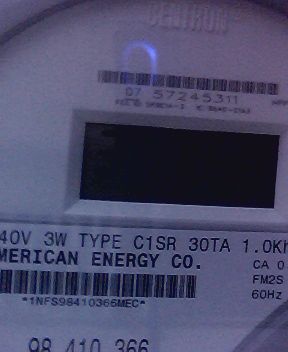 CENTRON
07 57245311
40V 3W TYPE C1SR 30TA 1.0Kh
MERICAN ENERGY CO.
CA 0
FM2S
60Hz
*1NFS98410366MEC*
98 410 366